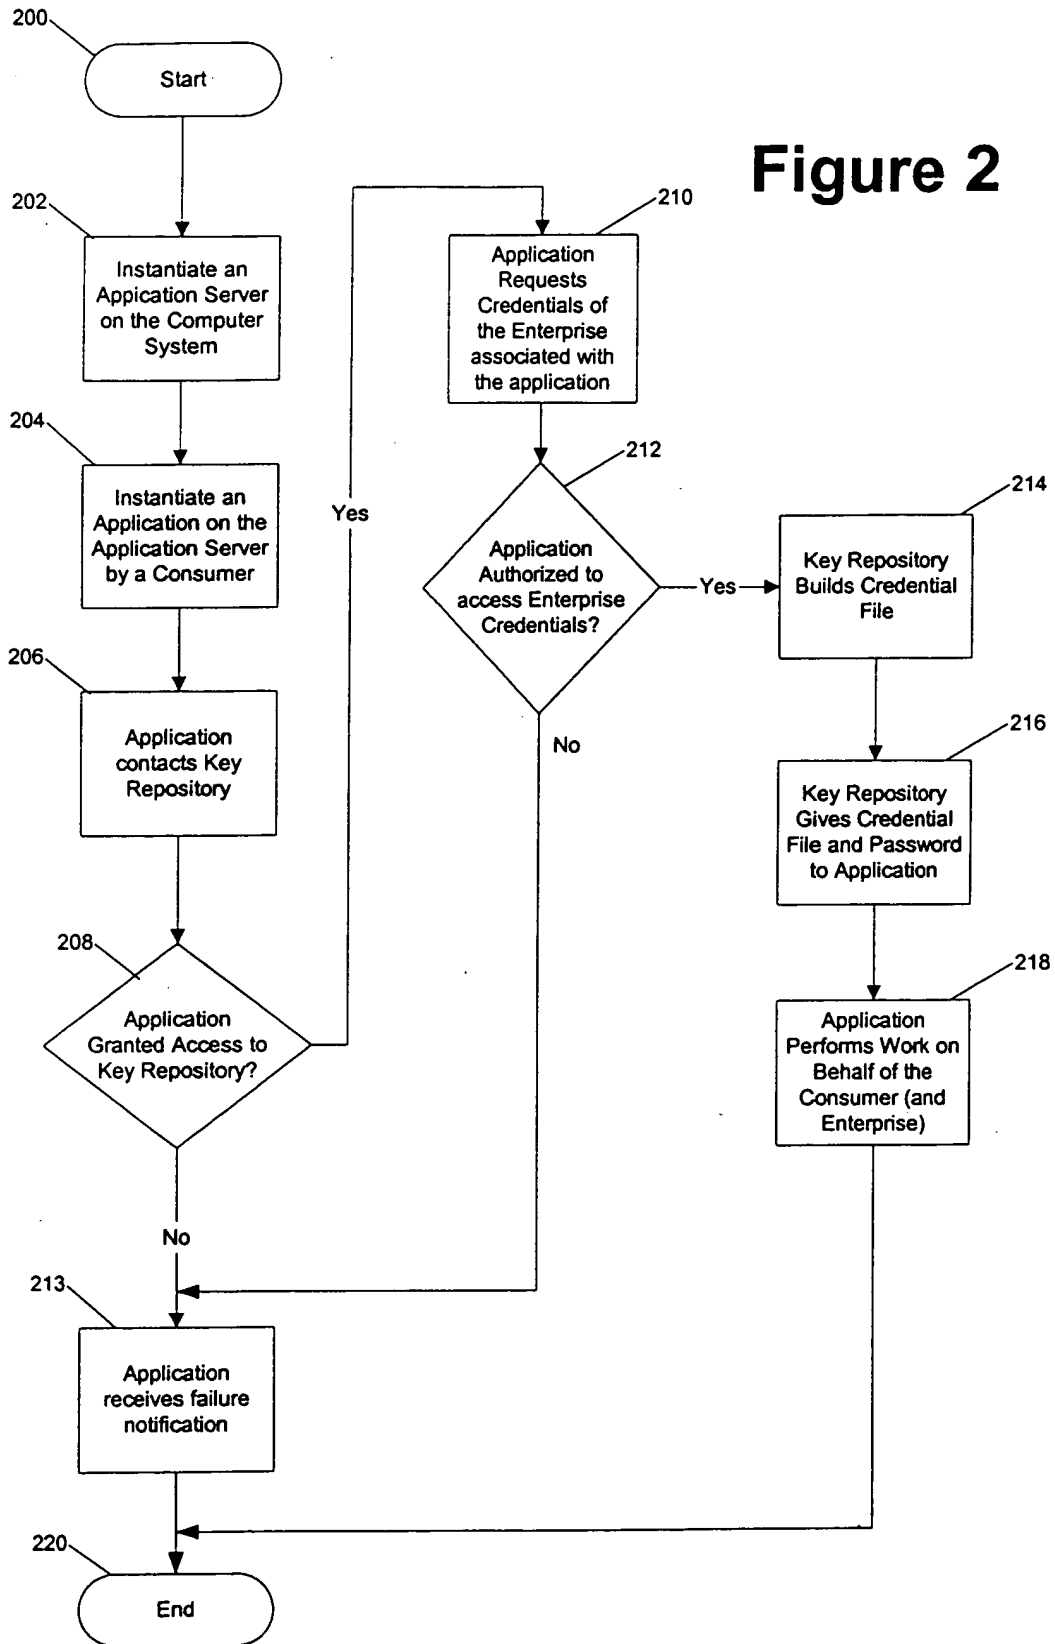 200
Start
Figure 2
202
Instantiate an
Appication Server
on the Computer
System
204
Instantiate an
Application on the
Application Server
by a Consumer
206
Application
contacts Key
Repository
208
Application
Granted Access to
Key Repository?
Yes
No
210
Application
Requests
Credentials of
the Enterprise
associated with
the application
212
Application
Authorized to
access Enterprise
Credentials?
Yes
No
213
Application
receives failure
notification
214
Key Repository
Builds Credential
File
216
Key Repository
Gives Credential
File and Password
to Application
218
Application
Performs Work on
Behalf of the
Consumer (and
Enterprise)
220
End